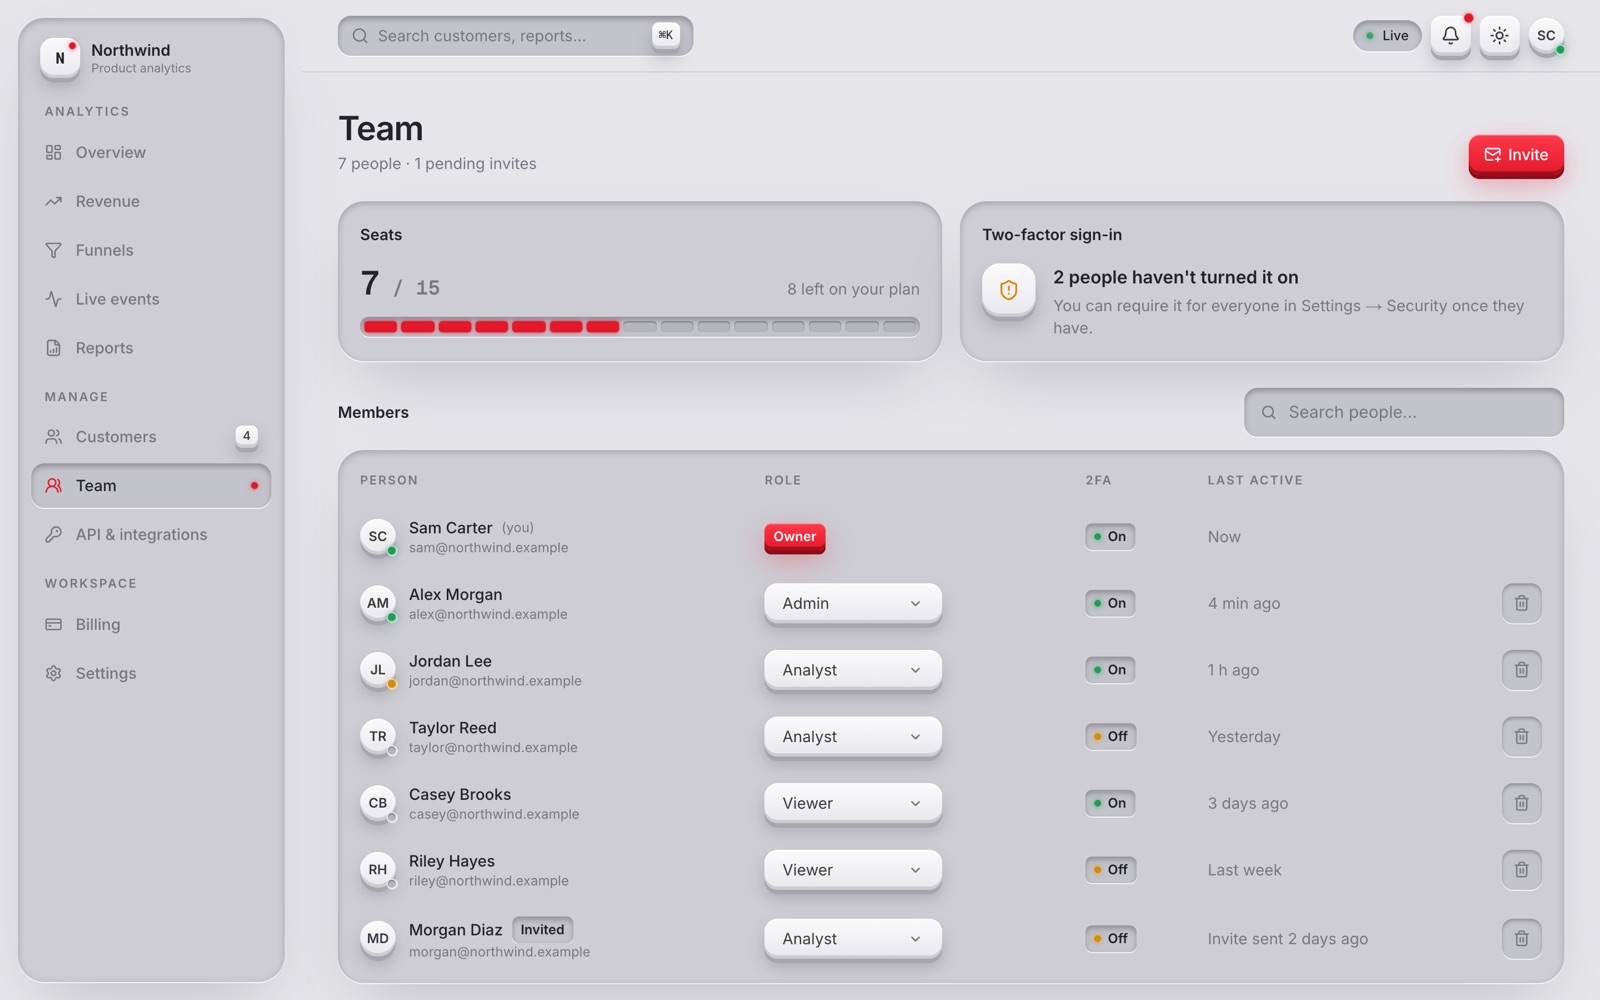 N
Northwind
Product analytics
ANALYTICS
Overview
Revenue
Funnels
Live events
Reports
MANAGE
Customers 4
Team
API & integrations
WORKSPACE
Billing
Settings
Search customers, reports... ⌘K
Live
SC
Team
7 people · 1 pending invites
Invite
Seats
7 / 15
8 left on your plan
Two-factor sign-in
2 people haven't turned it on
You can require it for everyone in Settings → Security once they
have.
Members
Search people...
PERSON ROLE 2FA LAST ACTIVE
SC Sam Carter (you) Owner On Now
sam@northwind.example
AM Alex Morgan Admin On 4 min ago
alex@northwind.example
JL Jordan Lee Analyst On 1 h ago
jordan@northwind.example
TR Taylor Reed Analyst Off Yesterday
taylor@northwind.example
CB Casey Brooks Viewer On 3 days ago
casey@northwind.example
RH Riley Hayes Viewer Off Last week
riley@northwind.example
MD Morgan Diaz Invited Analyst Off Invite sent 2 days ago
morgan@northwind.example